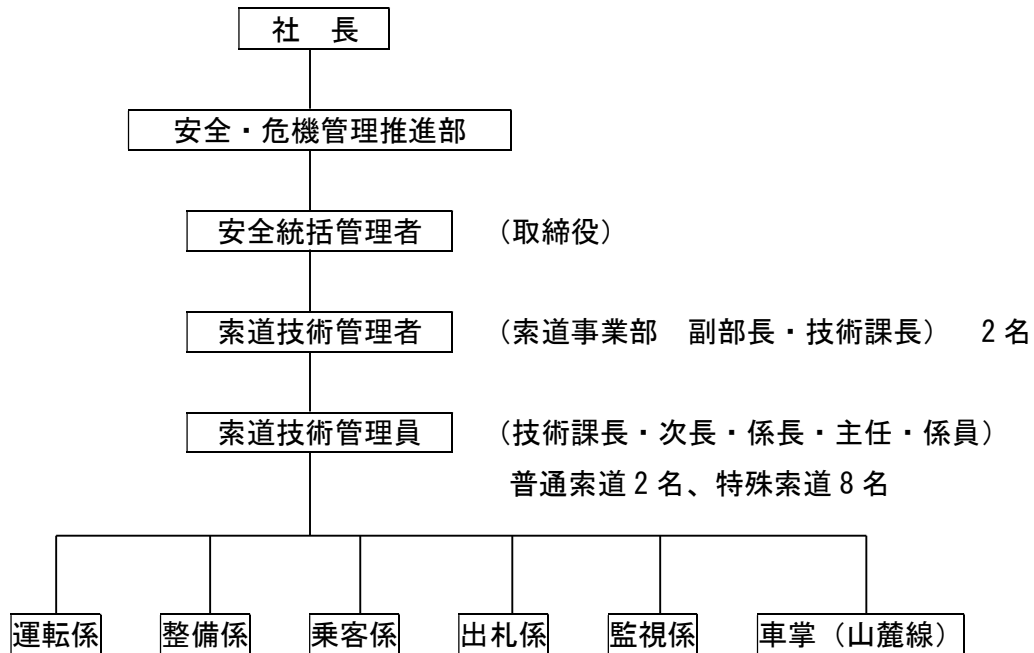 社　長
安全・危機管理推進部
安全統括管理者　（取締役）
索道技術管理者　（索道事業部　副部長・技術課長）　2名
索道技術管理員　（技術課長・次長・係長・主任・係員）
普通索道2名、特殊索道8名
運転係　整備係　乗客係　出札係　監視係　車掌（山麓線）